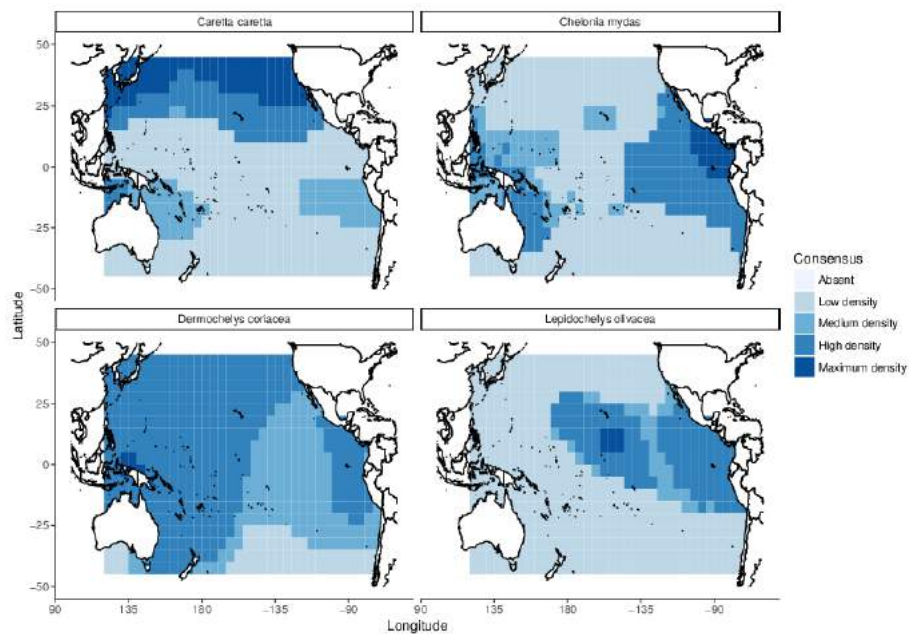 Caretta caretta
Chelonia mydas
50
25
0
−25
−50
Dermochelys coriacea
Lepidochelys olivacea
50
25
0
−25
−50
90
135
180
−135
−90
90
135
180
−135
−90
Latitude
Longitude
Consensus
Absent
Low density
Medium density
High density
Maximum density